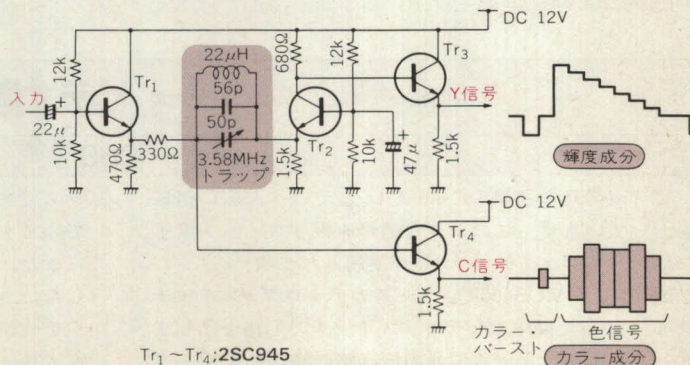 DC 12V
22μH
12k
680Ω
12k
Tr₃
Tr₁
入力
56p
Y信号
50p
22μ
Tr₂
10k
470Ω
330Ω
3.58MHz
トラップ
1.5k
10k
47μ
1.5k
輝度成分
DC 12V
Tr₄
C信号
1.5k
カラー・
バースト
色信号
カラー成分
Tr₁～Tr₄;2SC945